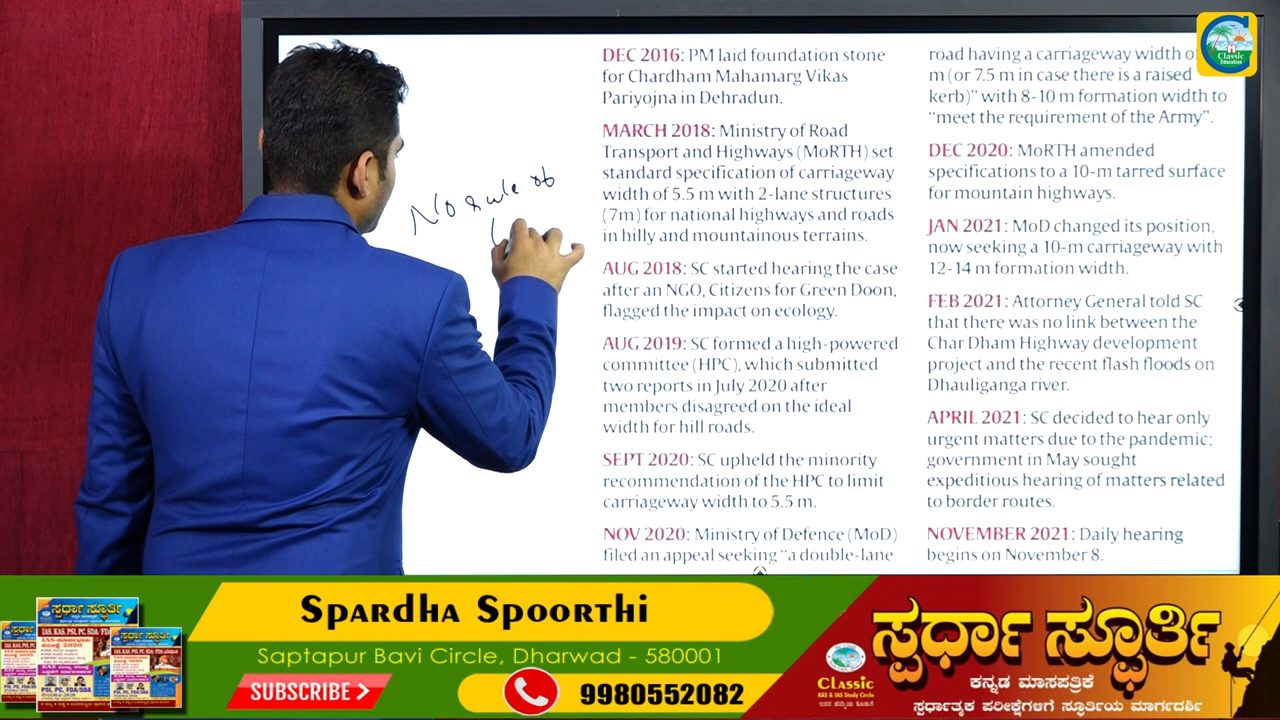 DEC 2016: PM laid foundation stone
for Chardham Mahamarg Vikas
Pariyojna in Dehradun.
MARCH 2018: Ministry of Road
Transport and Highways (MoRTH) set
standard specification of carriageway
width of 5.5 m with 2-lane structures
(7m) for national highways and roads
in hilly and mountainous terrains.
AUG 2018: SC started hearing the case
after an NGO, Citizens for Green Doon,
flagged the impact on ecology.
AUG 2019: SC formed a high-powered
committee (HPC), which submitted
two reports in July 2020 after
members disagreed on the ideal
width for hill roads.
SEPT 2020: SC upheld the minority
recommendation of the HPC to limit
carriageway width to 5.5 m.
NOV 2020: Ministry of Defence (MoD)
filed an appeal seeking “a double-lane
road having a carriageway width
m (or 7.5 m in case there is a raised
kerb)” with 8-10 m formation width to
“meet the requirement of the Army”.
DEC 2020: MoRTH amended
specifications to a 10-m tarred surface
for mountain highways.
JAN 2021: MoD changed its position,
now seeking a 10-m carriageway with
12-14 m formation width.
FEB 2021: Attorney General told SC
that there was no link between the
Char Dham Highway development
project and the recent flash floods on
Dhauliganga river.
APRIL 2021: SC decided to hear only
urgent matters due to the pandemic;
government in May sought
expeditious hearing of matters related
to border routes.
NOVEMBER 2021: Daily hearing
begins on November 8.
No rule of
Classic
Education
Spardha Spoorthi
Saptapur Bavi Circle, Dharwad - 580001
SUBSCRIBE
9980552082
ಸ್ಪರ್ಧಾ ಸ್ಫೂರ್ತಿ
ಕನ್ನಡ ಮಾಸಪತ್ರಿಕೆ
ಸ್ಪರ್ಧಾತ್ಮಕ ಪರೀಕ್ಷೆಗಳಿಗೆ ಸ್ಫೂರ್ತಿಯ ಮಾರ್ಗದರ್ಶಿ
Classic
KAS & IAS Study Circle
ಸ್ಪರ್ಧಾ ಸ್ಫೂರ್ತಿ